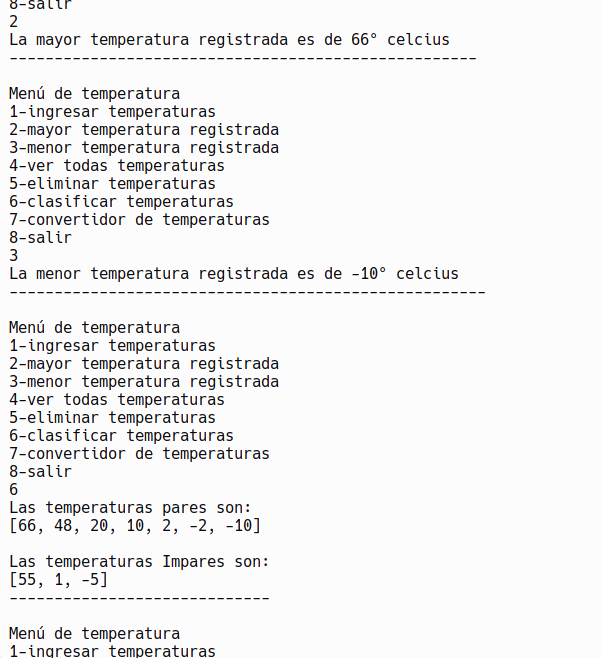 8-salir
2
La mayor temperatura registrada es de 66° celcius
----------------------------------------------------
Menú de temperatura
1-ingresar temperaturas
2-mayor temperatura registrada
3-menor temperatura registrada
4-ver todas temperaturas
5-eliminar temperaturas
6-clasificar temperaturas
7-convertidor de temperaturas
8-salir
3
La menor temperatura registrada es de -10° celcius
-----------------------------------------------------
Menú de temperatura
1-ingresar temperaturas
2-mayor temperatura registrada
3-menor temperatura registrada
4-ver todas temperaturas
5-eliminar temperaturas
6-clasificar temperaturas
7-convertidor de temperaturas
8-salir
6
Las temperaturas pares son:
[66, 48, 20, 10, 2, -2, -10]
Las temperaturas Impares son:
[55, 1, -5]
-----------------------------
Menú de temperatura
1-ingresar temperaturas